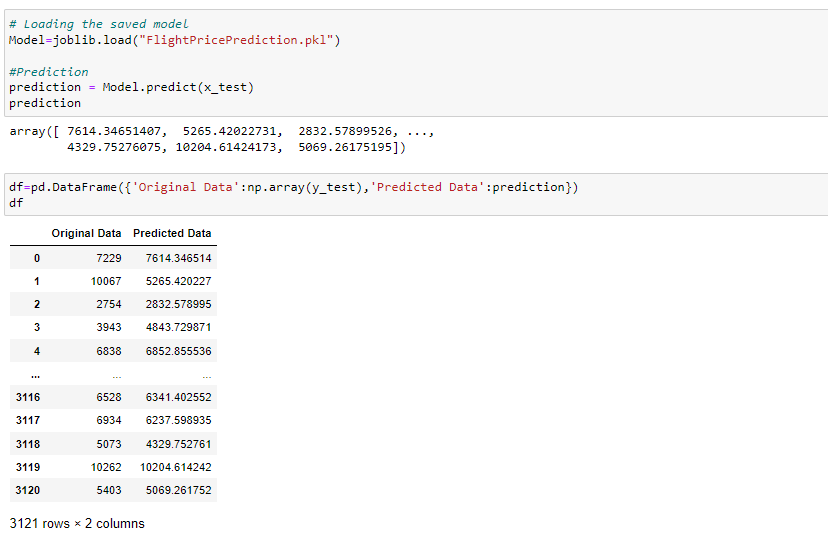 # Loading the saved model
Model=joblib.load("FlightPricePrediction.pkl")
#Prediction
prediction = Model.predict(x_test)
prediction
array([ 7614.34651407,  5265.42022731,  2832.57899526, ...,
        4329.75276075, 10204.61424173,  5069.26175195])
df=pd.DataFrame({'Original Data':np.array(y_test),'Predicted Data':prediction})
df
Original Data Predicted Data
0 7229 7614.346514
1 10067 5265.420227
2 2754 2832.578995
3 3943 4843.729871
4 6838 6852.855536
... ... ...
3116 6528 6341.402552
3117 6934 6237.598935
3118 5073 4329.752761
3119 10262 10204.614242
3120 5403 5069.261752
3121 rows × 2 columns